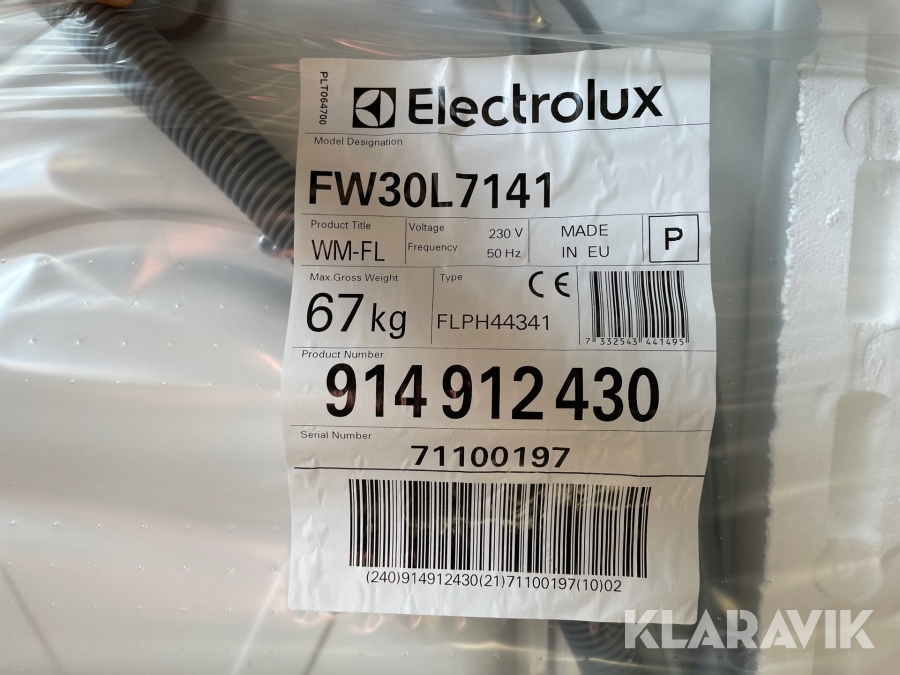 PLT064700
Electrolux
Model Designation
FW30L7141
Product Title
WM-FL
Voltage 230 V
Frequency 50 Hz
MADE
IN EU
P
Max.Gross Weight
67 kg
Type
CE
FLPH44341
7 332543 441495
Product Number
914 912 430
Serial Number
71100197
(240)914912430(21)71100197(10)02
KLARAVIK